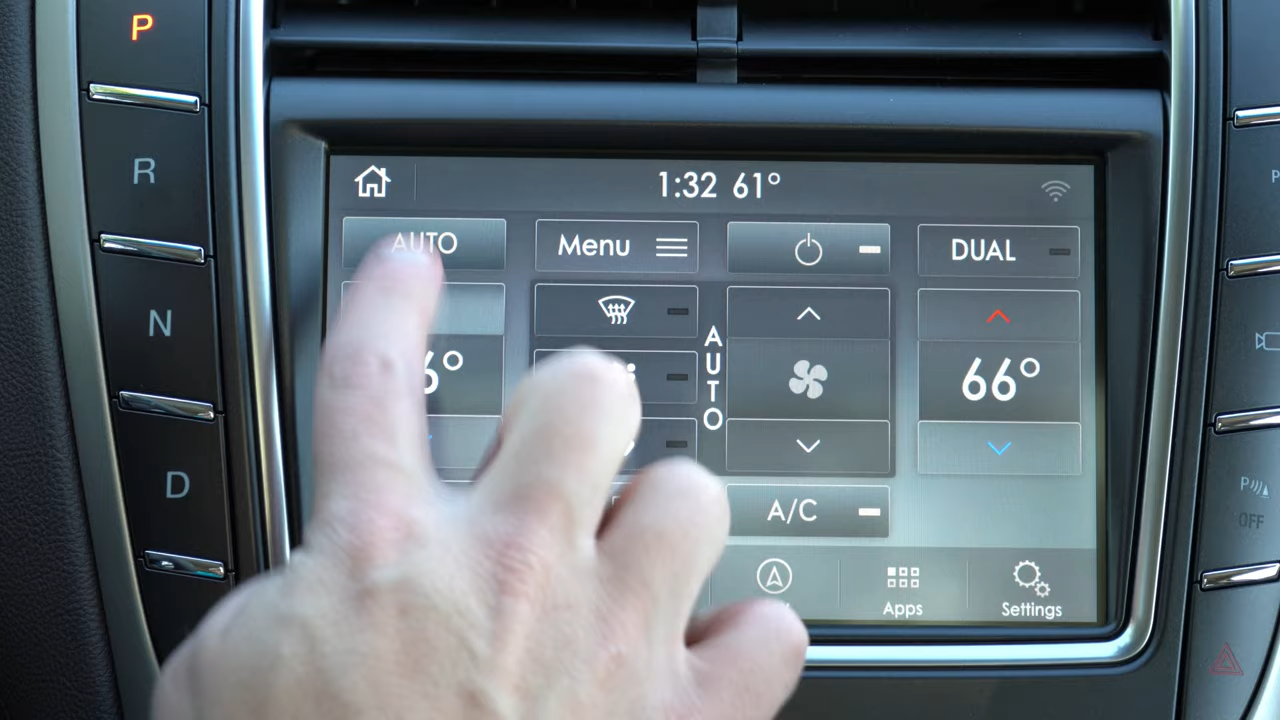 P
R
N
D
1:32 61°
AUTO
Menu
DUAL
AUTO
6°
66°
A/C
Apps
Settings
P
OFF